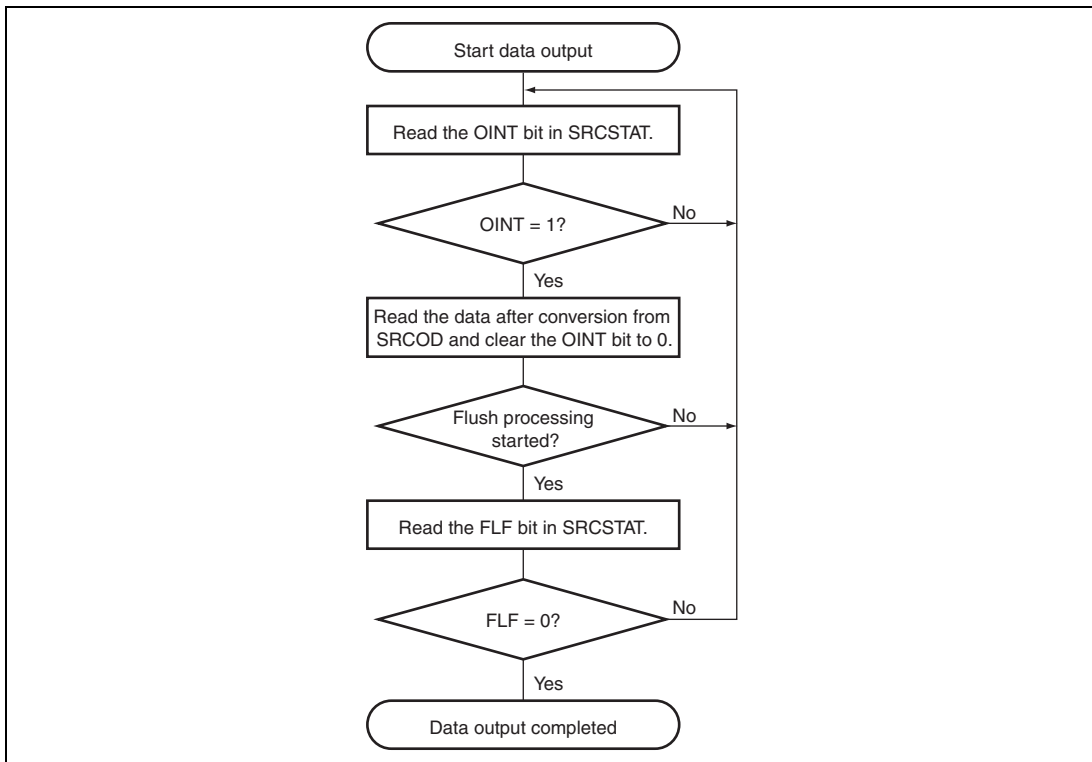 Start data output
Read the OINT bit in SRCSTAT.
OINT = 1?
No
Yes
Read the data after conversion from
SRCOD and clear the OINT bit to 0.
Flush processing
started?
No
Yes
Read the FLF bit in SRCSTAT.
FLF = 0?
No
Yes
Data output completed